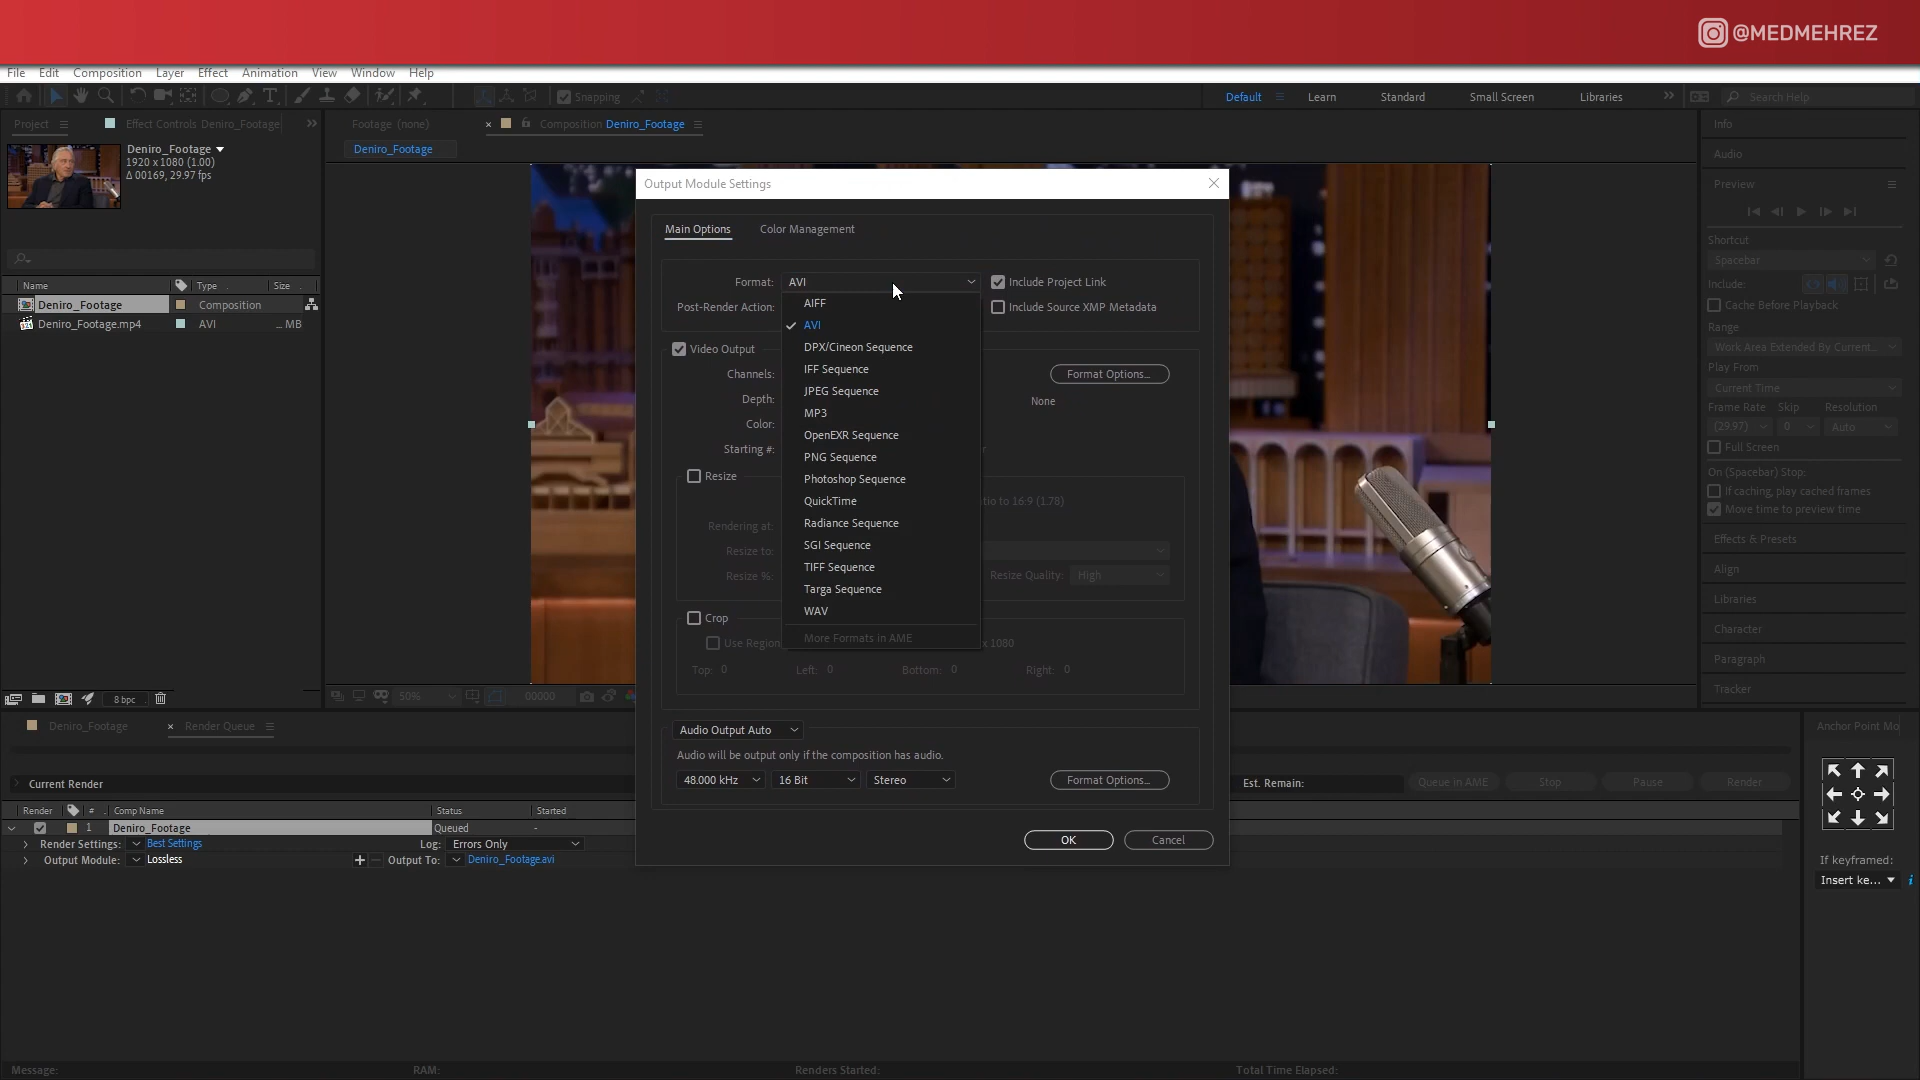 @MEDMEHREZ
File Edit Composition Layer Effect Animation View Window Help
Snapping
Default
Learn
Standard
Small Screen
Libraries
Search Help
Project
Effect Controls Deniro_Footage
Footage (none)
Composition Deniro_Footage
Deniro_Footage
Deniro_Footage
1920 x 1080 (1.00)
Δ 00169, 29.97 fps
Name Type Size
Deniro_Footage Composition
Deniro_Footage.mp4 AVI ... MB
8 bpc
50%
00000
Output Module Settings
Main Options
Color Management
Format: AVI
Include Project Link
Post-Render Action:
Include Source XMP Metadata
AIFF
AVI
DPX/Cineon Sequence
IFF Sequence
JPEG Sequence
MP3
OpenEXR Sequence
PNG Sequence
Photoshop Sequence
QuickTime
Radiance Sequence
SGI Sequence
TIFF Sequence
Targa Sequence
WAV
More Formats in AME
Video Output
Channels:
Format Options...
Depth:
None
Color:
Starting #:
Resize
to 16:9 (1.78)
Rendering at:
Resize to:
Resize %:
Resize Quality: High
Crop
Use Region
x 1080
Top: 0 Left: 0 Bottom: 0 Right: 0
Audio Output Auto
Audio will be output only if the composition has audio.
48.000 kHz 16 Bit Stereo
Format Options...
OK
Cancel
Info
Audio
Preview
Shortcut
Spacebar
Include:
Cache Before Playback
Range
Work Area Extended By Current...
Play From
Current Time
Frame Rate Skip Resolution
(29.97) 0 Auto
Full Screen
On (Spacebar) Stop:
If caching, play cached frames
Move time to preview time
Effects & Presets
Align
Libraries
Character
Paragraph
Tracker
Deniro_Footage
Render Queue
Current Render
Est. Remain:
Queue in AME
Stop
Pause
Render
Render # Comp Name Status Started
1 Deniro_Footage Queued -
Render Settings: Best Settings Log: Errors Only
Output Module: Lossless Output To: Deniro_Footage.avi
Anchor Point Mo
If keyframed:
Insert ke...
Message:
RAM:
Renders Started:
Total Time Elapsed: